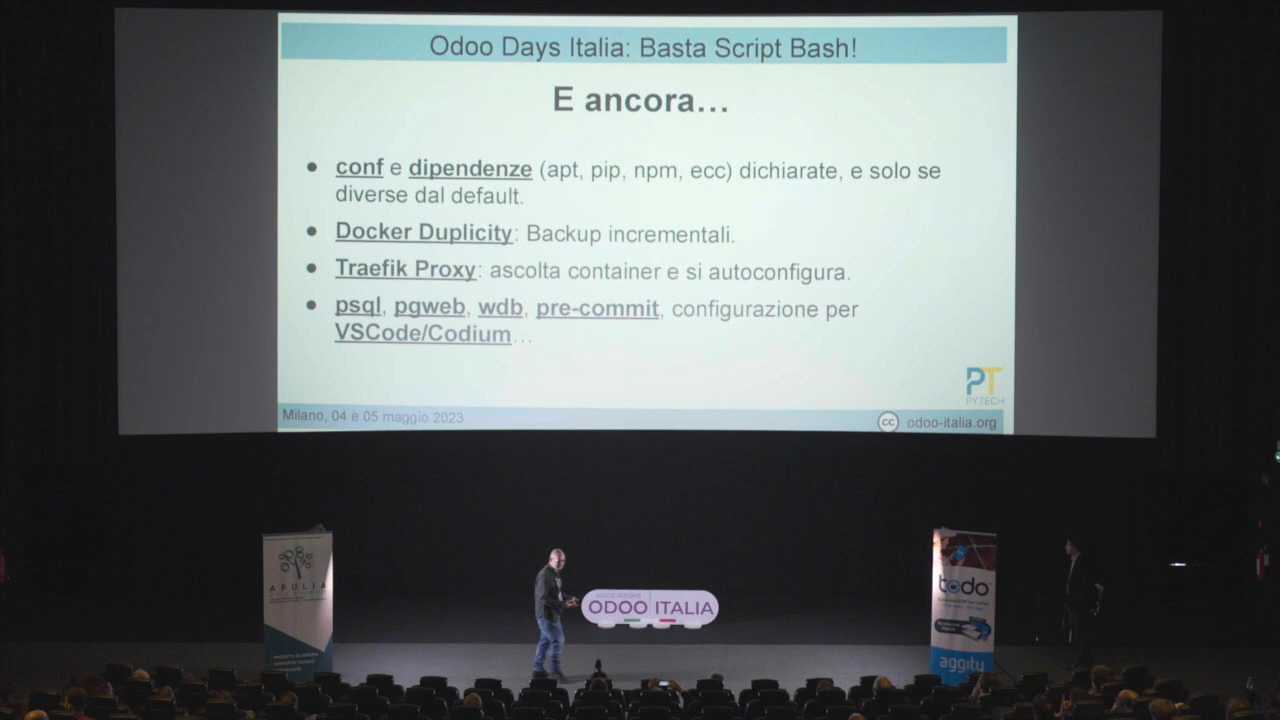 Odoo Days Italia: Basta Script Bash!
E ancora…
● conf e dipendenze (apt, pip, npm, ecc) dichiarate, e solo se
diverse dal default.
● Docker Duplicity: Backup incrementali.
● Traefik Proxy: ascolta container e si autoconfigura.
● psql, pgweb, wdb, pre-commit, configurazione per
VSCode/Codium…
PT
PYTECH
Milano, 04 e 05 maggio 2023
cc odoo-italia.org
APULIA
ASSOCIAZIONE
ODOO ITALIA
todo
aggity